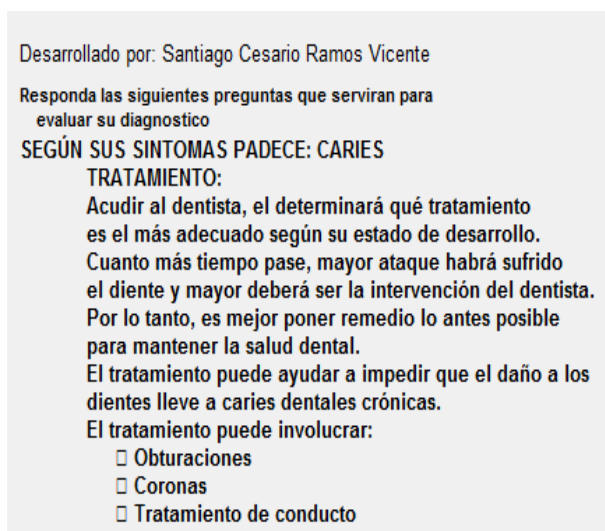 Desarrollado por: Santiago Cesario Ramos Vicente
Responda las siguientes preguntas que serviran para
evaluar su diagnostico
SEGÚN SUS SINTOMAS PADECE: CARIES
TRATAMIENTO:
Acudir al dentista, el determinará qué tratamiento
es el más adecuado según su estado de desarrollo.
Cuanto más tiempo pase, mayor ataque habrá sufrido
el diente y mayor deberá ser la intervención del dentista.
Por lo tanto, es mejor poner remedio lo antes posible
para mantener la salud dental.
El tratamiento puede ayudar a impedir que el daño a los
dientes lleve a caries dentales crónicas.
El tratamiento puede involucrar:
▯ Obturaciones
▯ Coronas
▯ Tratamiento de conducto